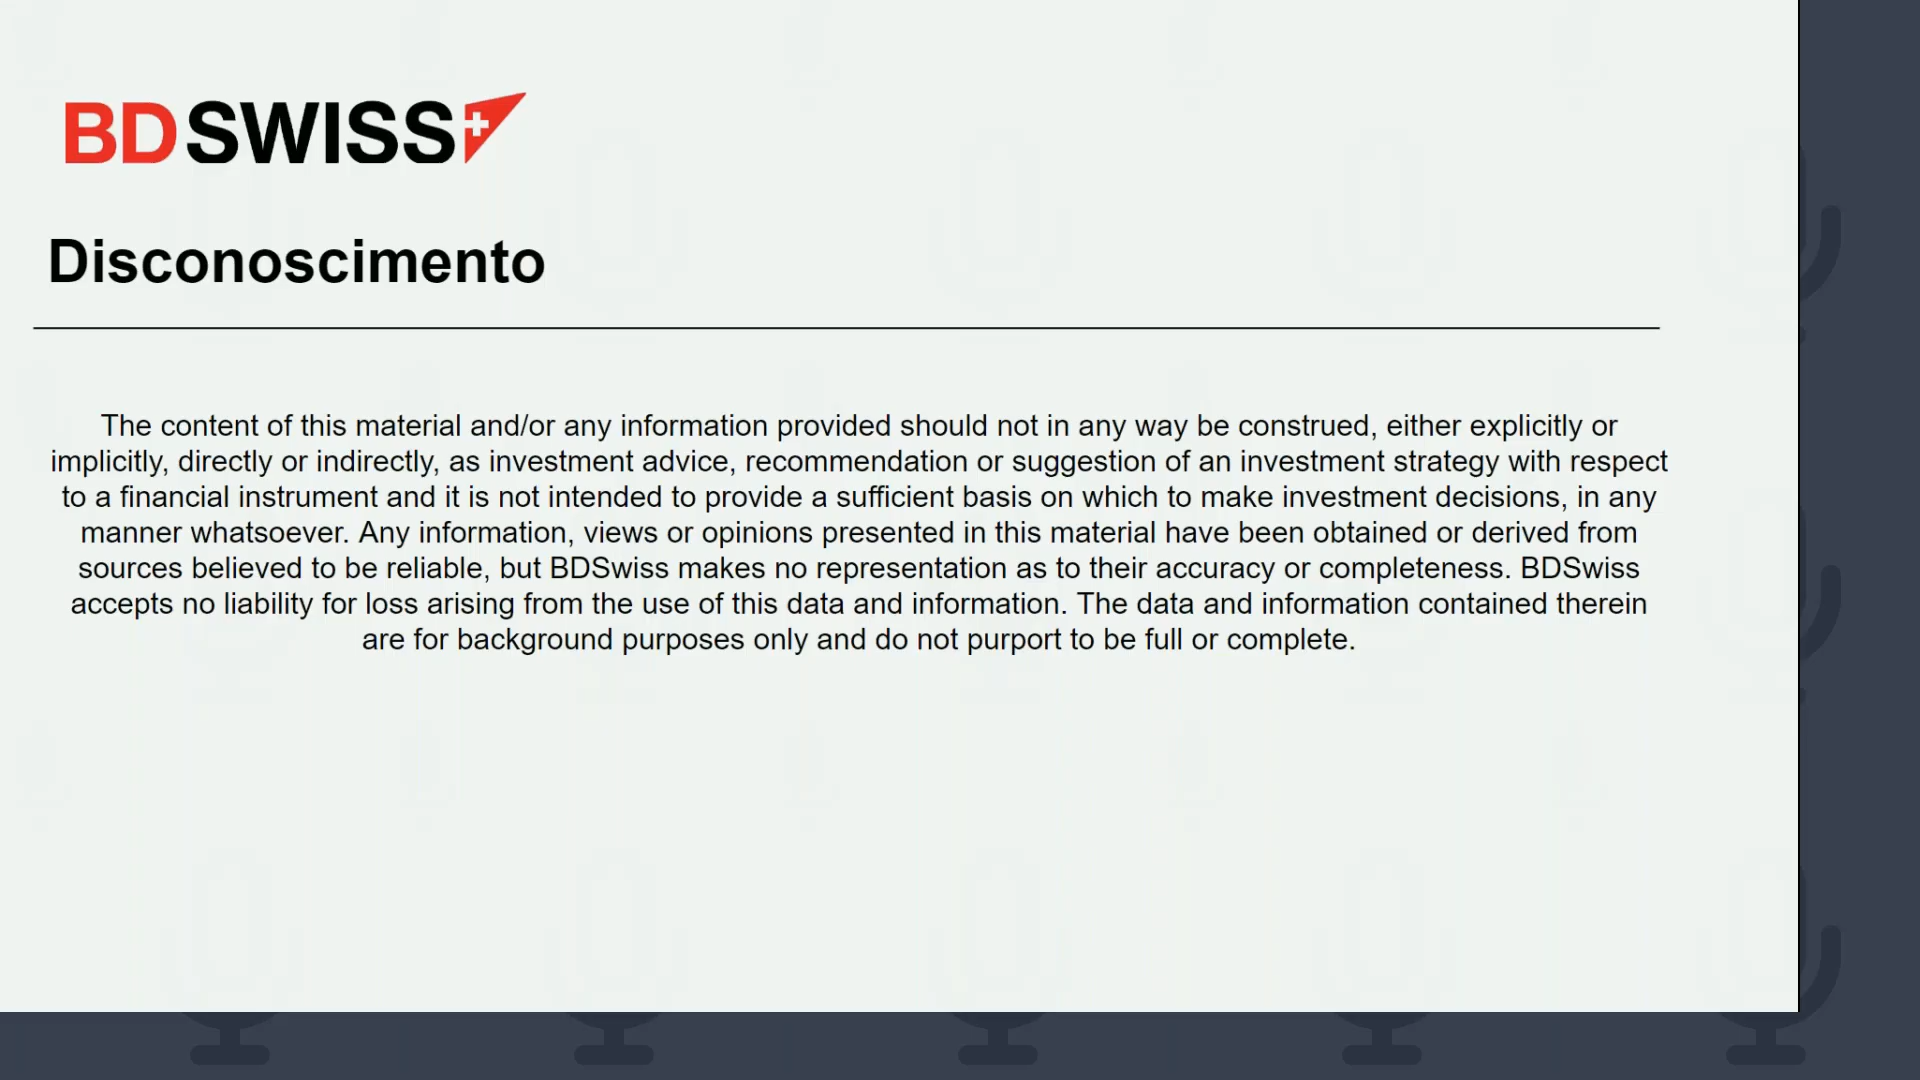 BDSWISS
Disconoscimento
The content of this material and/or any information provided should not in any way be construed, either explicitly or
implicitly, directly or indirectly, as investment advice, recommendation or suggestion of an investment strategy with respect
to a financial instrument and it is not intended to provide a sufficient basis on which to make investment decisions, in any
manner whatsoever. Any information, views or opinions presented in this material have been obtained or derived from
sources believed to be reliable, but BDSwiss makes no representation as to their accuracy or completeness. BDSwiss
accepts no liability for loss arising from the use of this data and information. The data and information contained therein
are for background purposes only and do not purport to be full or complete.